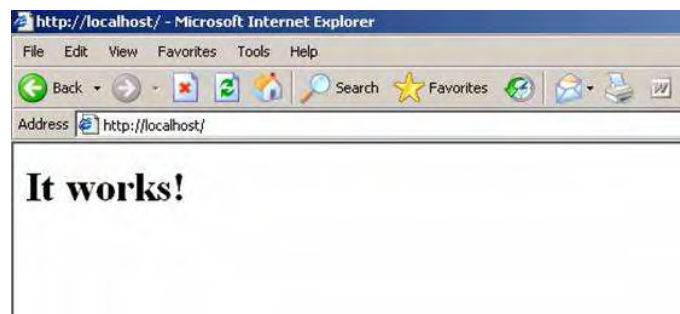 http://localhost/ - Microsoft Internet Explorer
File Edit View Favorites Tools Help
Back Search Favorites W
Address http://localhost/
It works!